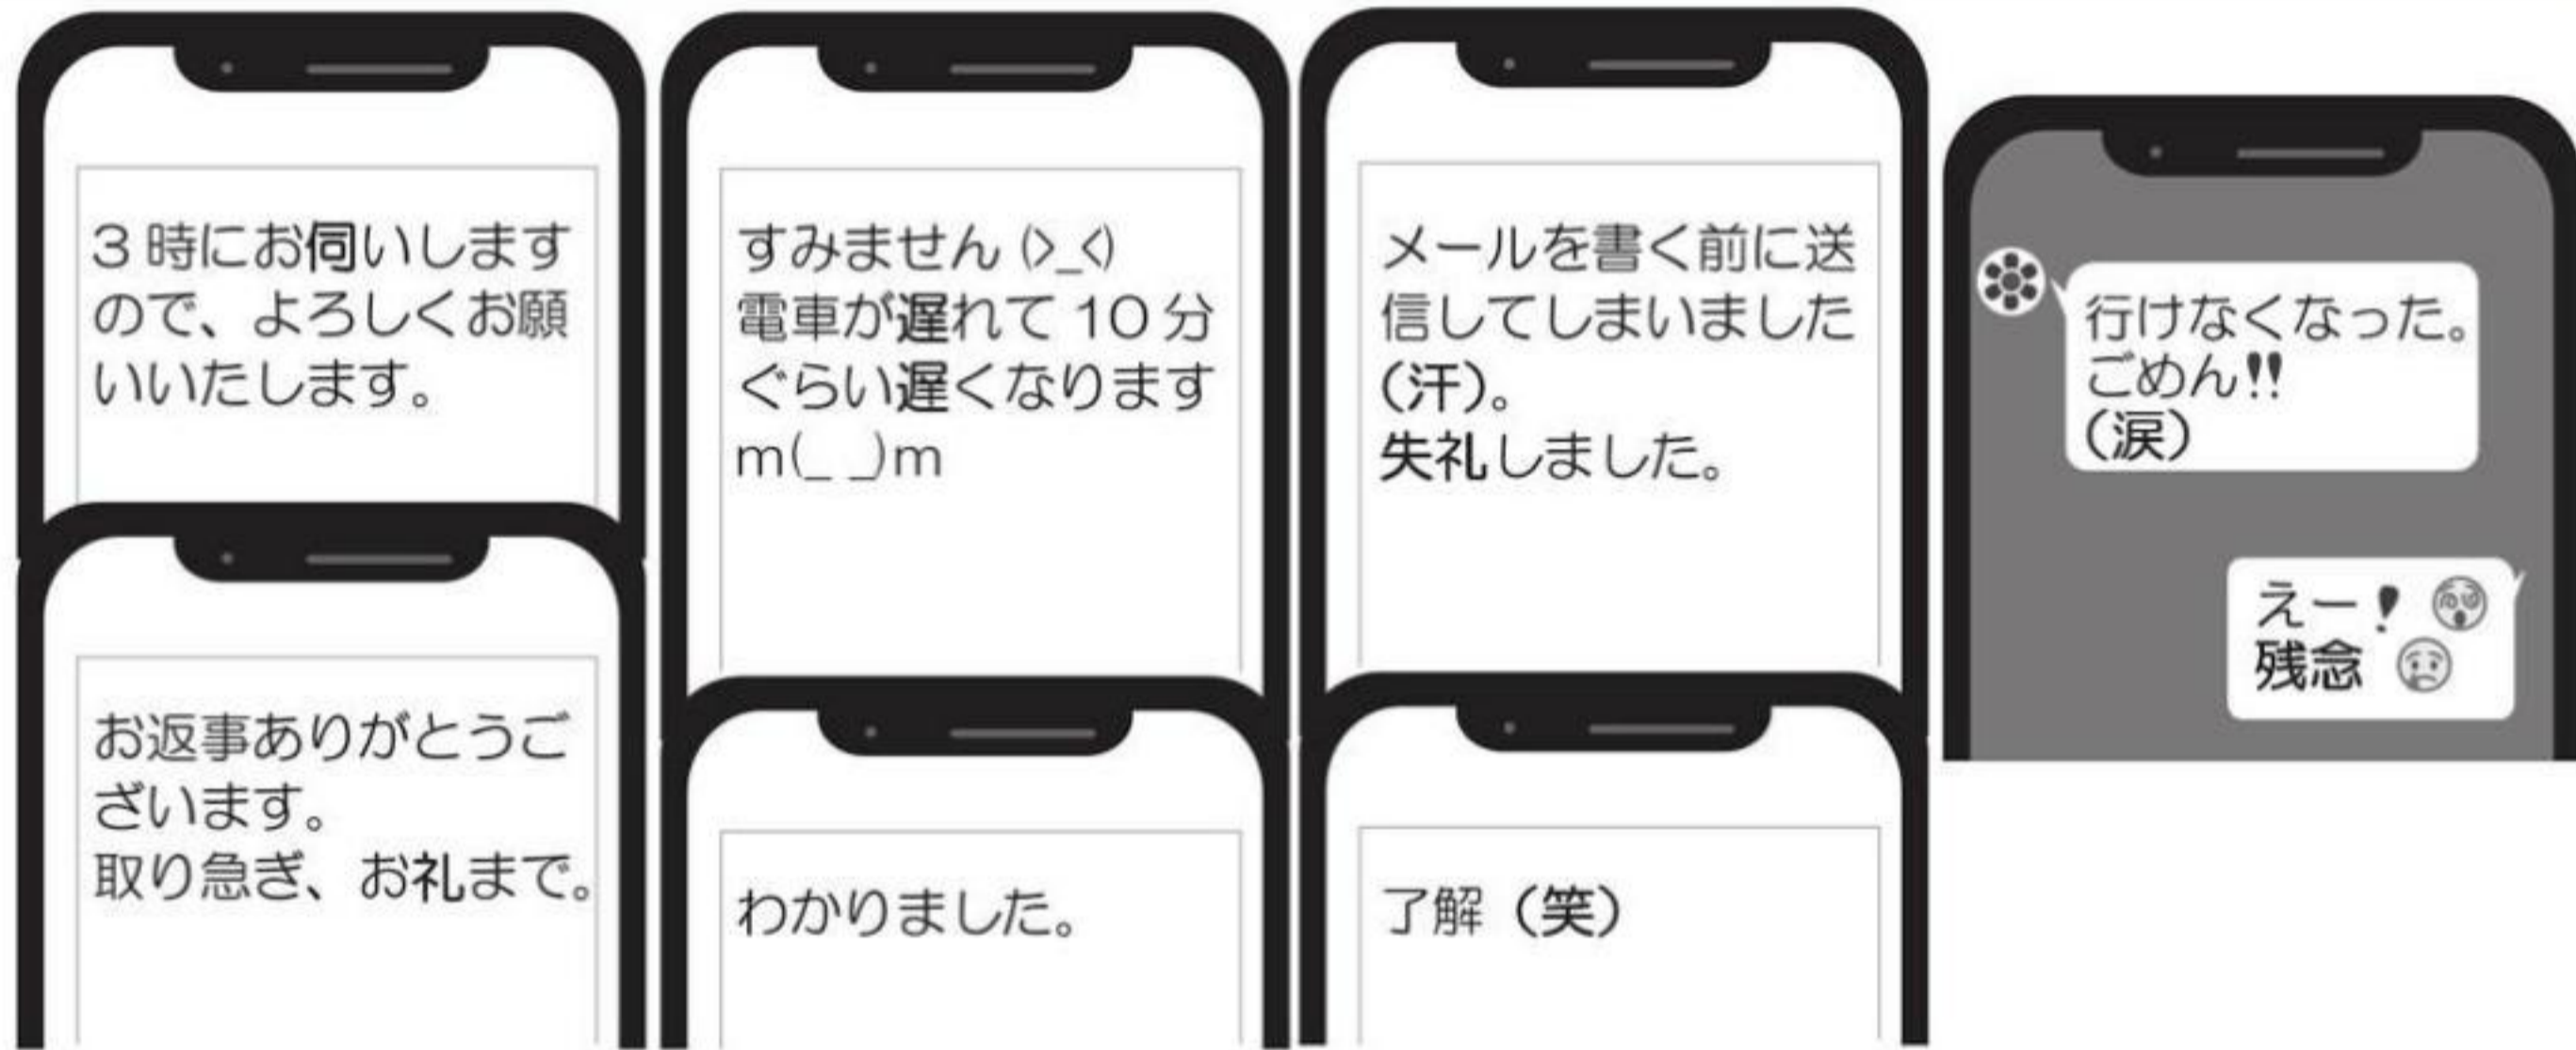 3 時にお伺いします
ので、よろしくお願
いいたします。
お返事ありがとうご
ざいます。
取り急ぎ、お礼まで。
すみません (>_<)
電車が遅れて 10 分
ぐらい遅くなります
m(_ _)m
わかりました。
メールを書く前に送
信してしまいました
(汗)。
失礼しました。
了解（笑）
行けなくなった。
ごめん!!
(涙)
えー！😵
残念 😢